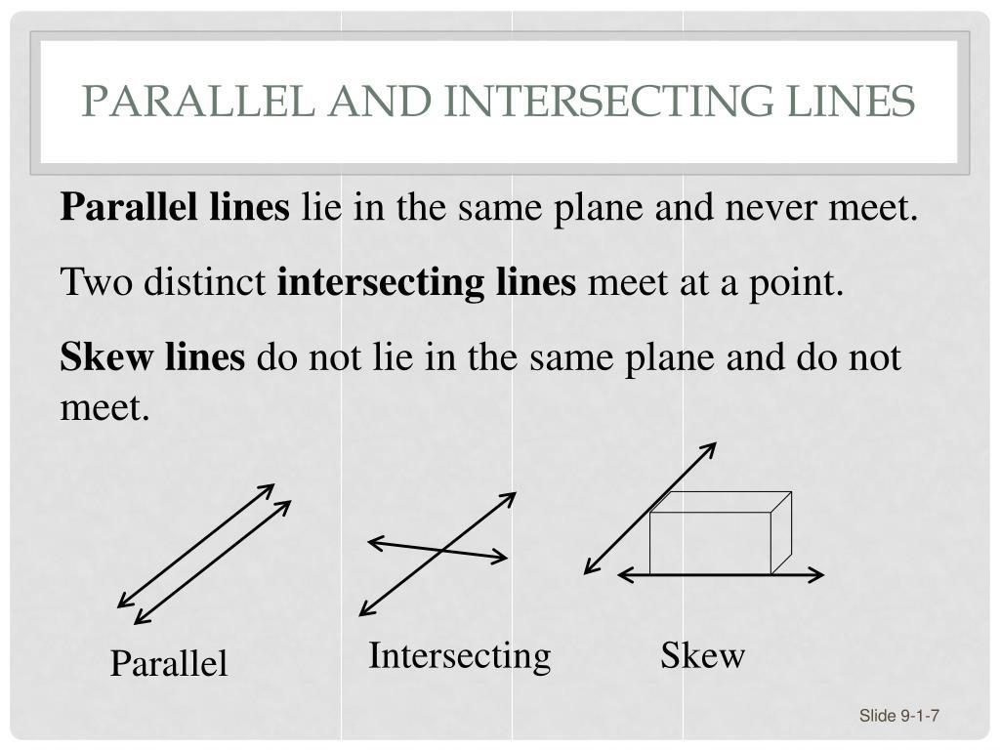 PARALLEL AND INTERSECTING LINES
Parallel lines lie in the same plane and never meet.
Two distinct intersecting lines meet at a point.
Skew lines do not lie in the same plane and do not
meet.
Parallel
Intersecting
Skew
Slide 9-1-7